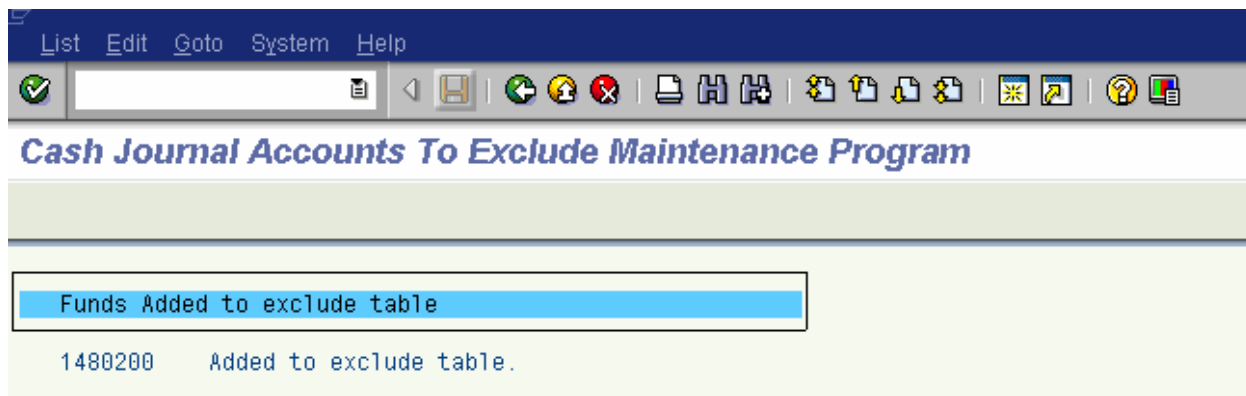 List Edit Goto System Help
Cash Journal Accounts To Exclude Maintenance Program
Funds Added to exclude table
1480200 Added to exclude table.